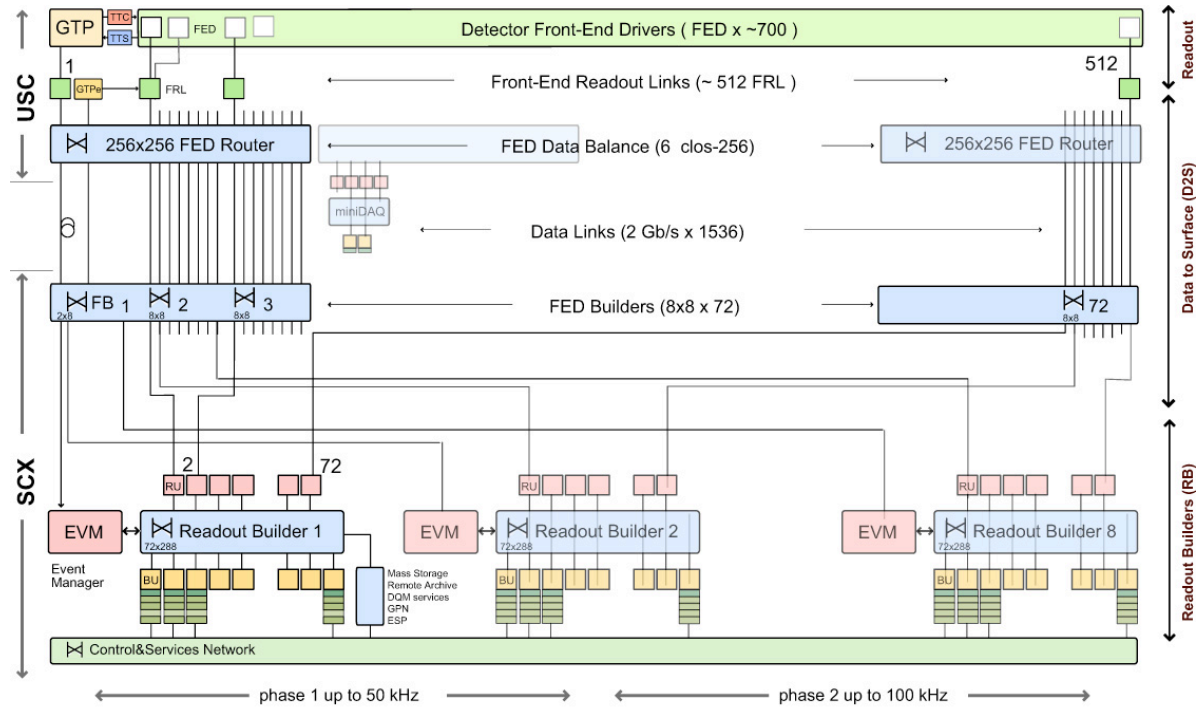 GTP
TTC
TTS
FED
Detector Front-End Drivers ( FED x ~700 )
Readout
USC
1
GTPe
FRL
Front-End Readout Links (~ 512 FRL )
512
256x256 FED Router
FED Data Balance (6 clos-256)
256x256 FED Router
miniDAQ
Data Links (2 Gb/s x 1536)
Data to Surface (D2S)
FB 1
2x8
2
8x8
3
8x8
FED Builders (8x8 x 72)
72
8x8
SCX
2
72
RU
RU
RU
EVM
Readout Builder 1
72x288
EVM
Readout Builder 2
72x288
EVM
Readout Builder 8
72x288
Readout Builders (RB)
Event
Manager
BU
Mass Storage
Remote Archive
DQM services
GPN
ESP
BU
BU
Control&Services Network
phase 1 up to 50 kHz
phase 2 up to 100 kHz